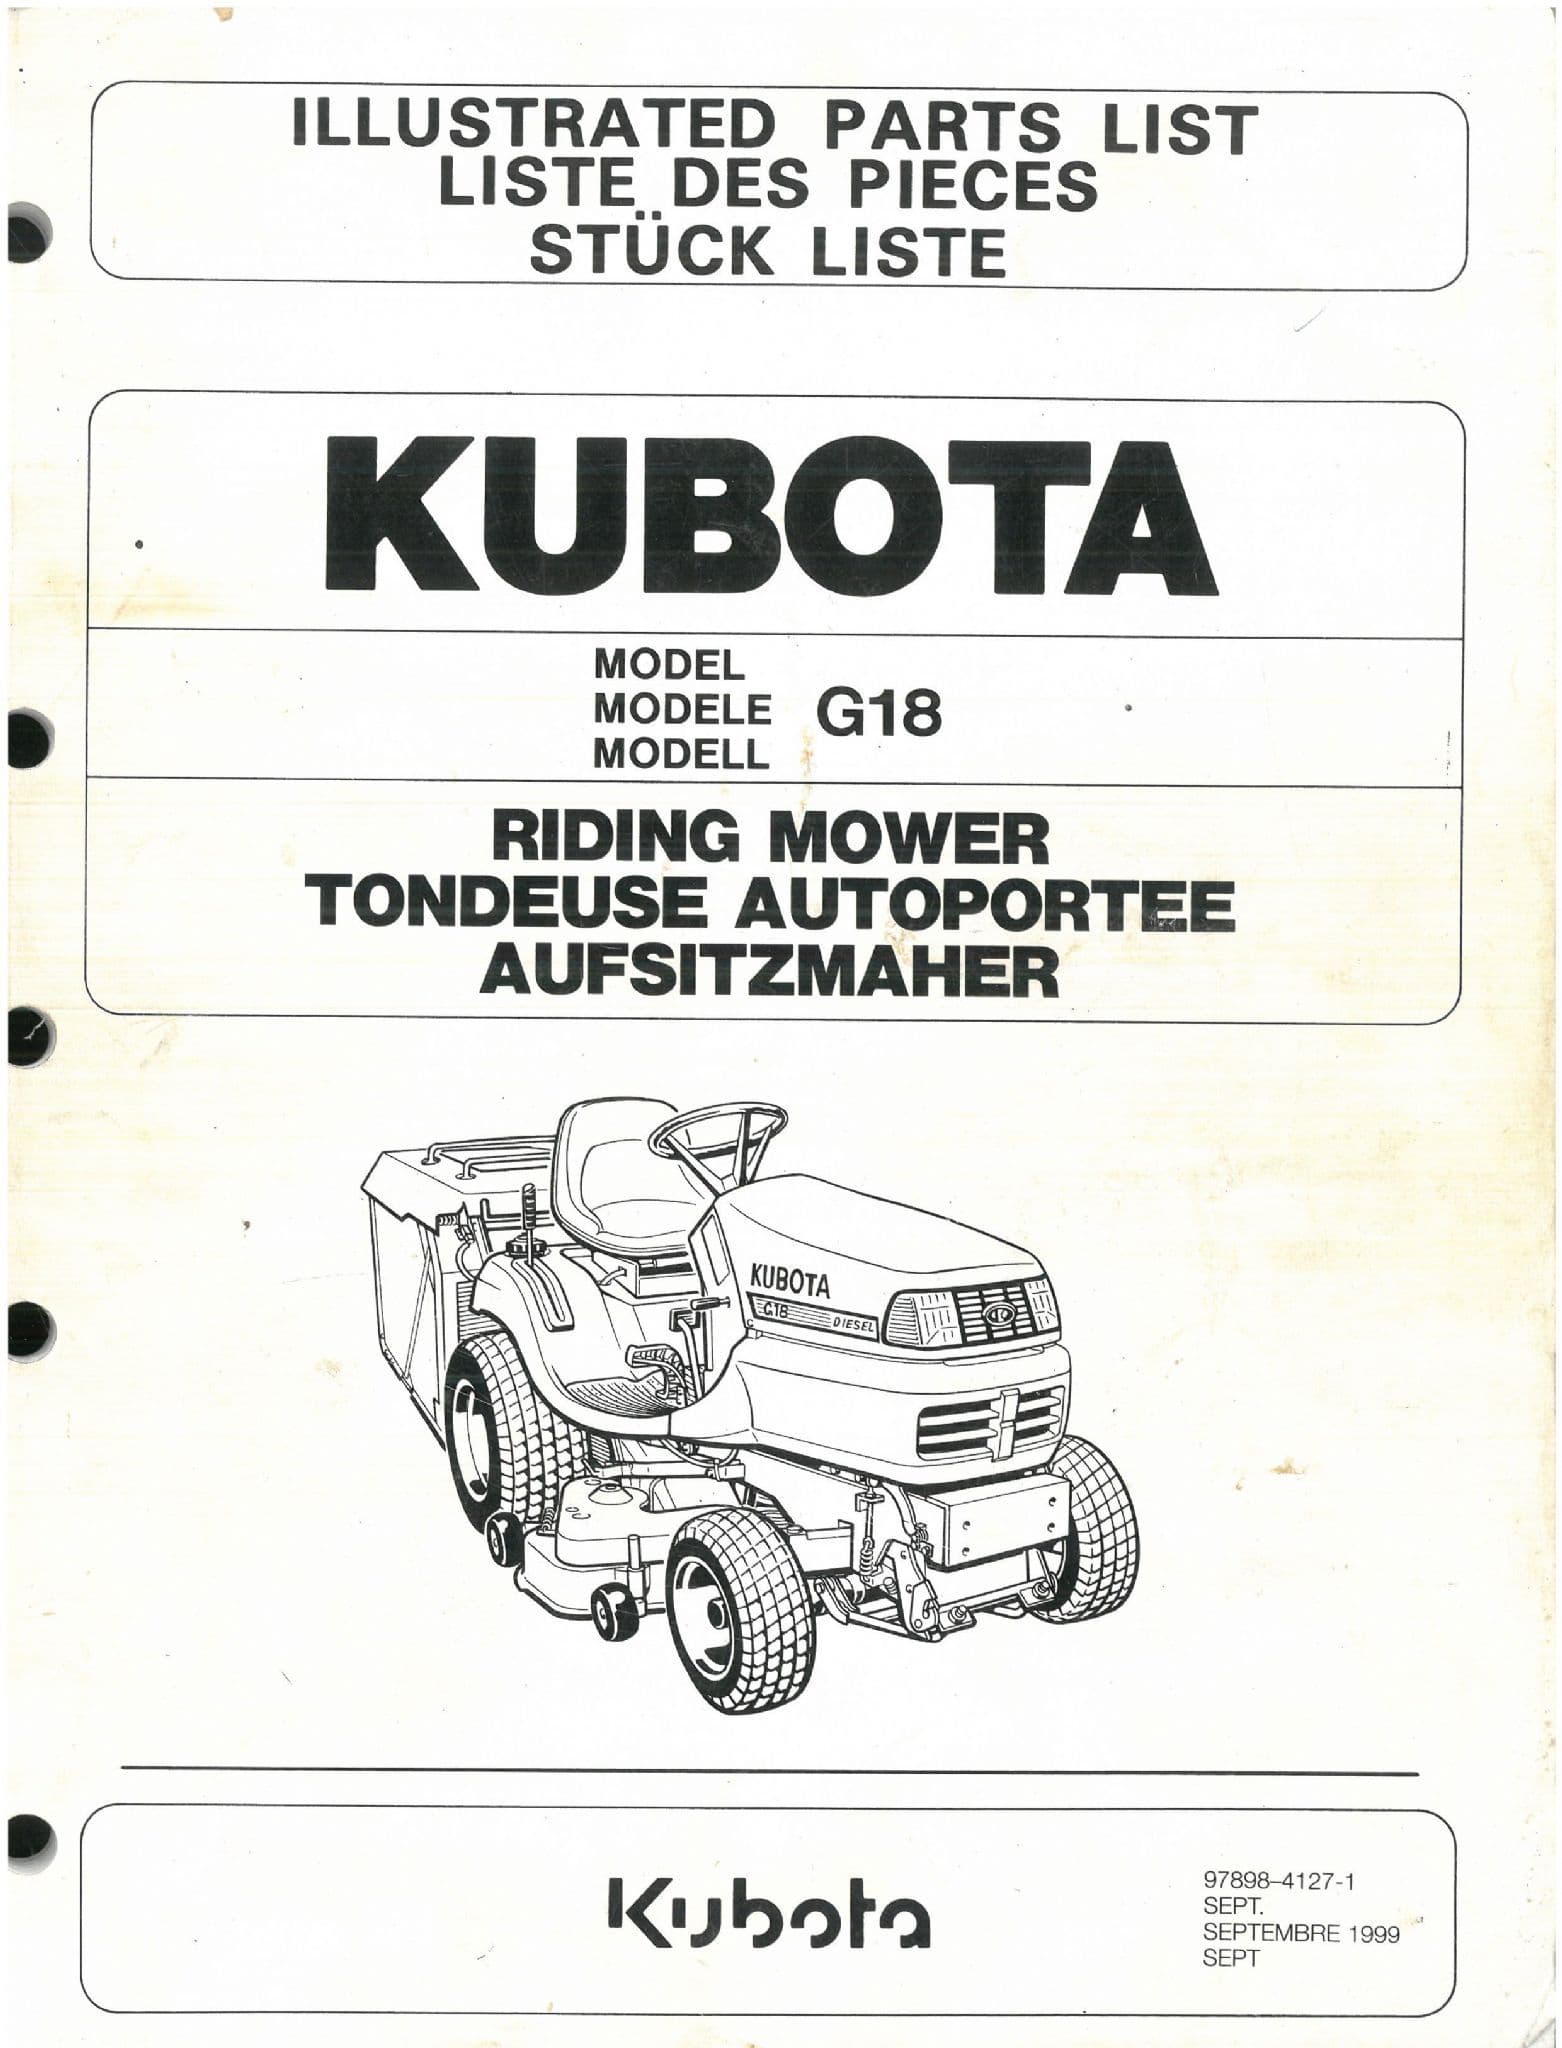 ILLUSTRATED PARTS LIST
LISTE DES PIECES
STÜCK LISTE
KUBOTA
MODEL
MODELE G18
MODELL
RIDING MOWER
TONDEUSE AUTOPORTEE
AUFSITZMAHER
KUBOTA
G18 DIESEL
Kubota
97898-4127-1
SEPT.
SEPTEMBRE 1999
SEPT